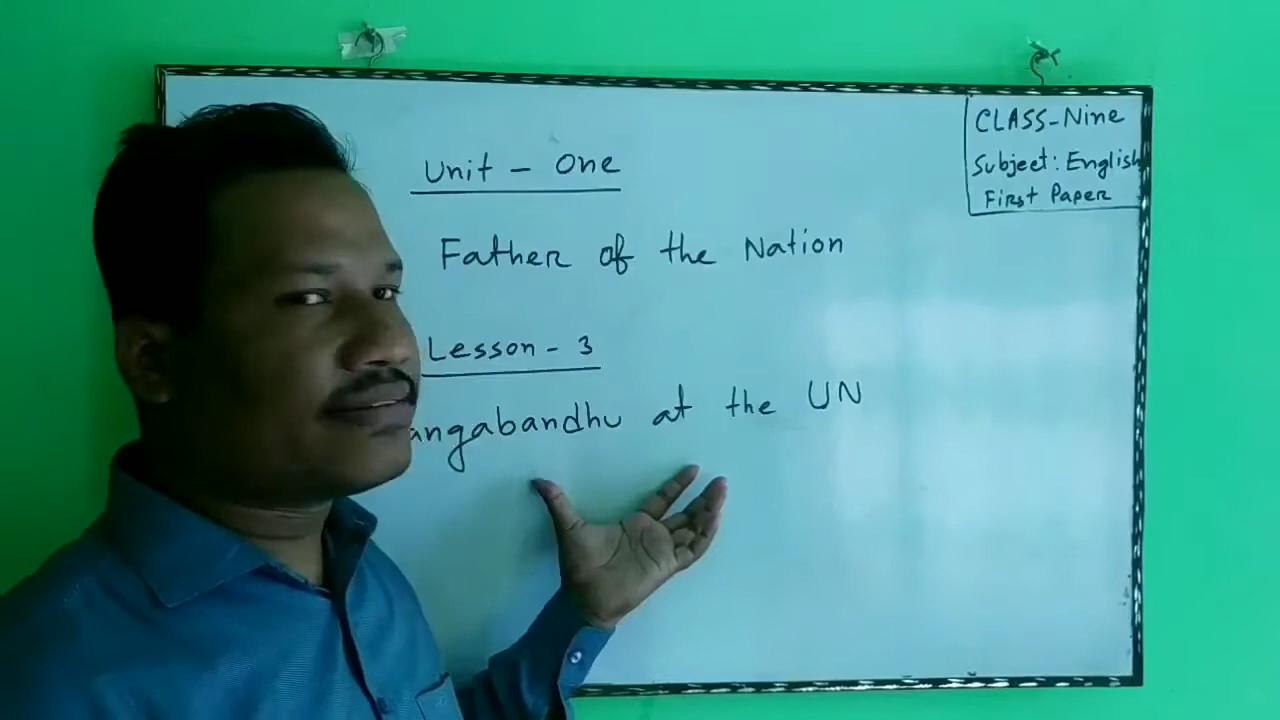 Unit - One
Father of the Nation
Lesson - 3
angabandhu at the UN
CLASS-Nine
Subject: English
First Paper